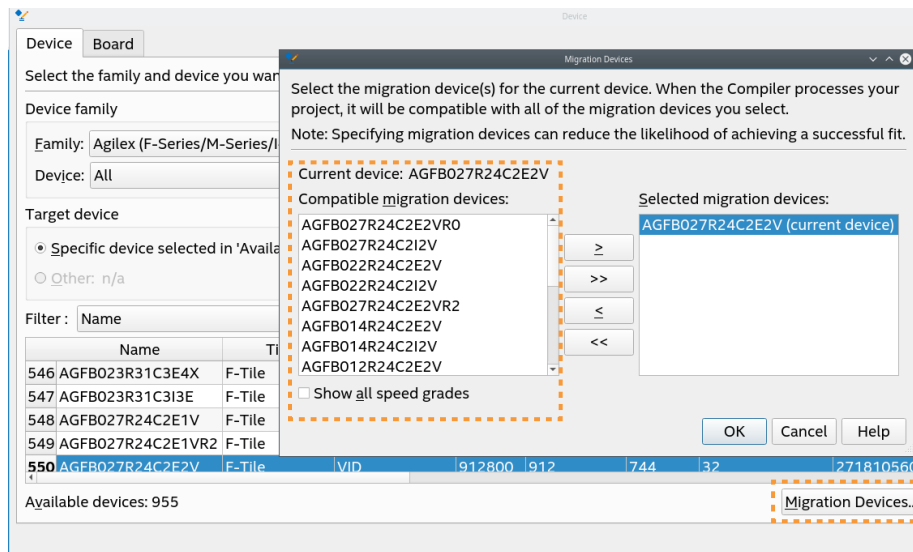 Device
Device Board
Select the family and device you wan
Device family
Family: Agilex (F-Series/M-Series/I
Device: All
Target device
Specific device selected in 'Availa
Other: n/a
Filter : Name
Name Ti
546 AGFB023R31C3E4X F-Tile
547 AGFB023R31C3I3E F-Tile
548 AGFB027R24C2E1V F-Tile
549 AGFB027R24C2E1VR2 F-Tile
550 AGFB027R24C2E2V F-Tile VID 912800 912 744 32 271810560
Available devices: 955
Migration Devices..
Migration Devices
Select the migration device(s) for the current device. When the Compiler processes your
project, it will be compatible with all of the migration devices you select.
Note: Specifying migration devices can reduce the likelihood of achieving a successful fit.
Current device: AGFB027R24C2E2V
Compatible migration devices:
AGFB027R24C2E2VR0
AGFB027R24C2I2V
AGFB022R24C2E2V
AGFB022R24C2I2V
AGFB027R24C2E2VR2
AGFB014R24C2E2V
AGFB014R24C2I2V
AGFB012R24C2E2V
Show all speed grades
>
>>
<
<<
Selected migration devices:
AGFB027R24C2E2V (current device)
OK Cancel Help